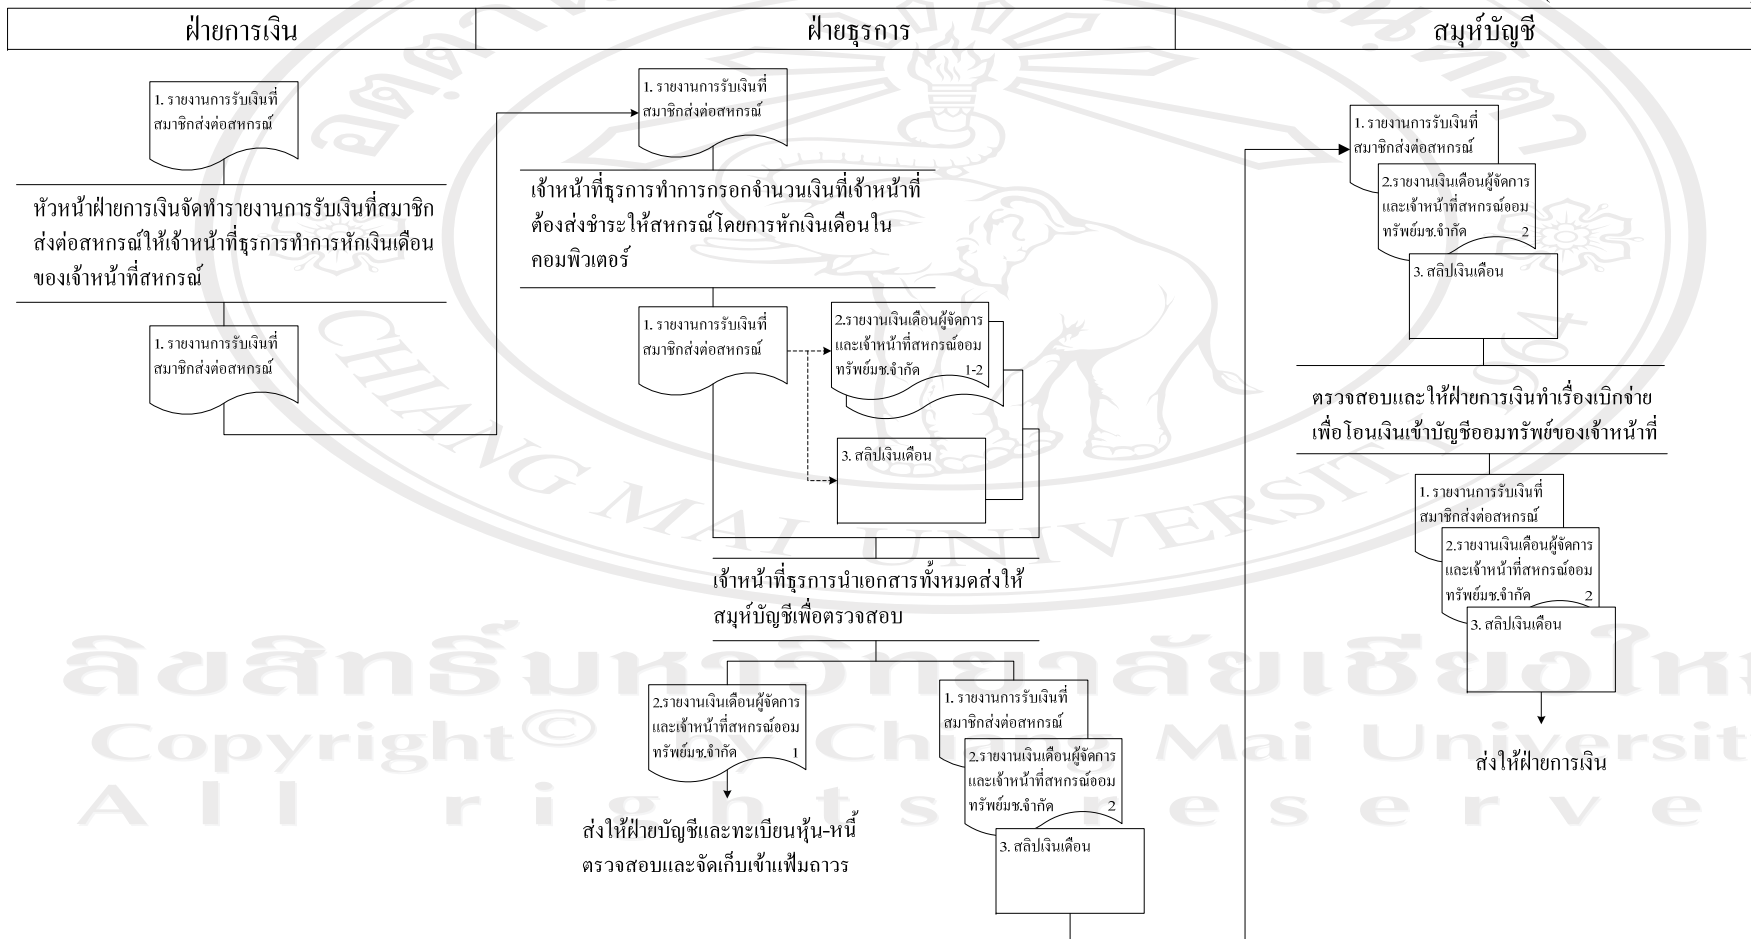 ฝ่ายการเงิน
ฝ่ายธุรการ
สมุห์บัญชี
1. รายงานการรับเงินที่
สมาชิกส่งต่อสหกรณ์
หัวหน้าฝ่ายการเงินจัดทำรายงานการรับเงินที่สมาชิก
ส่งต่อสหกรณ์ให้เจ้าหน้าที่ธุรการทำการหักเงินเดือน
ของเจ้าหน้าที่สหกรณ์
1. รายงานการรับเงินที่
สมาชิกส่งต่อสหกรณ์
1. รายงานการรับเงินที่
สมาชิกส่งต่อสหกรณ์
เจ้าหน้าที่ธุรการทำการกรอกจำนวนเงินที่เจ้าหน้าที่
ต้องส่งชำระให้สหกรณ์โดยการหักเงินเดือนใน
คอมพิวเตอร์
1. รายงานการรับเงินที่
สมาชิกส่งต่อสหกรณ์
2.รายงานเงินเดือนผู้จัดการ
และเจ้าหน้าที่สหกรณ์ออม
ทรัพย์มช.จำกัด 1-2
3. สลิปเงินเดือน
เจ้าหน้าที่ธุรการนำเอกสารทั้งหมดส่งให้
สมุห์บัญชีเพื่อตรวจสอบ
2.รายงานเงินเดือนผู้จัดการ
และเจ้าหน้าที่สหกรณ์ออม
ทรัพย์มช.จำกัด 1
ส่งให้ฝ่ายบัญชีและทะเบียนหุ้น-หนี้
ตรวจสอบและจัดเก็บเข้าแฟ้มถาวร
1. รายงานการรับเงินที่
สมาชิกส่งต่อสหกรณ์
2.รายงานเงินเดือนผู้จัดการ
และเจ้าหน้าที่สหกรณ์ออม
ทรัพย์มช.จำกัด 2
3. สลิปเงินเดือน
1. รายงานการรับเงินที่
สมาชิกส่งต่อสหกรณ์
2.รายงานเงินเดือนผู้จัดการ
และเจ้าหน้าที่สหกรณ์ออม
ทรัพย์มช.จำกัด 2
3. สลิปเงินเดือน
ตรวจสอบและให้ฝ่ายการเงินทำเรื่องเบิกจ่าย
เพื่อโอนเงินเข้าบัญชีออมทรัพย์ของเจ้าหน้าที่
1. รายงานการรับเงินที่
สมาชิกส่งต่อสหกรณ์
2.รายงานเงินเดือนผู้จัดการ
และเจ้าหน้าที่สหกรณ์ออม
ทรัพย์มช.จำกัด 2
3. สลิปเงินเดือน
ส่งให้ฝ่ายการเงิน
CHIANG MAI UNIVERSITY 1964
ลิขสิทธิ์มหาวิทยาลัยเชียงให
Copyright© by Chiang Mai Universit
All rights reserve